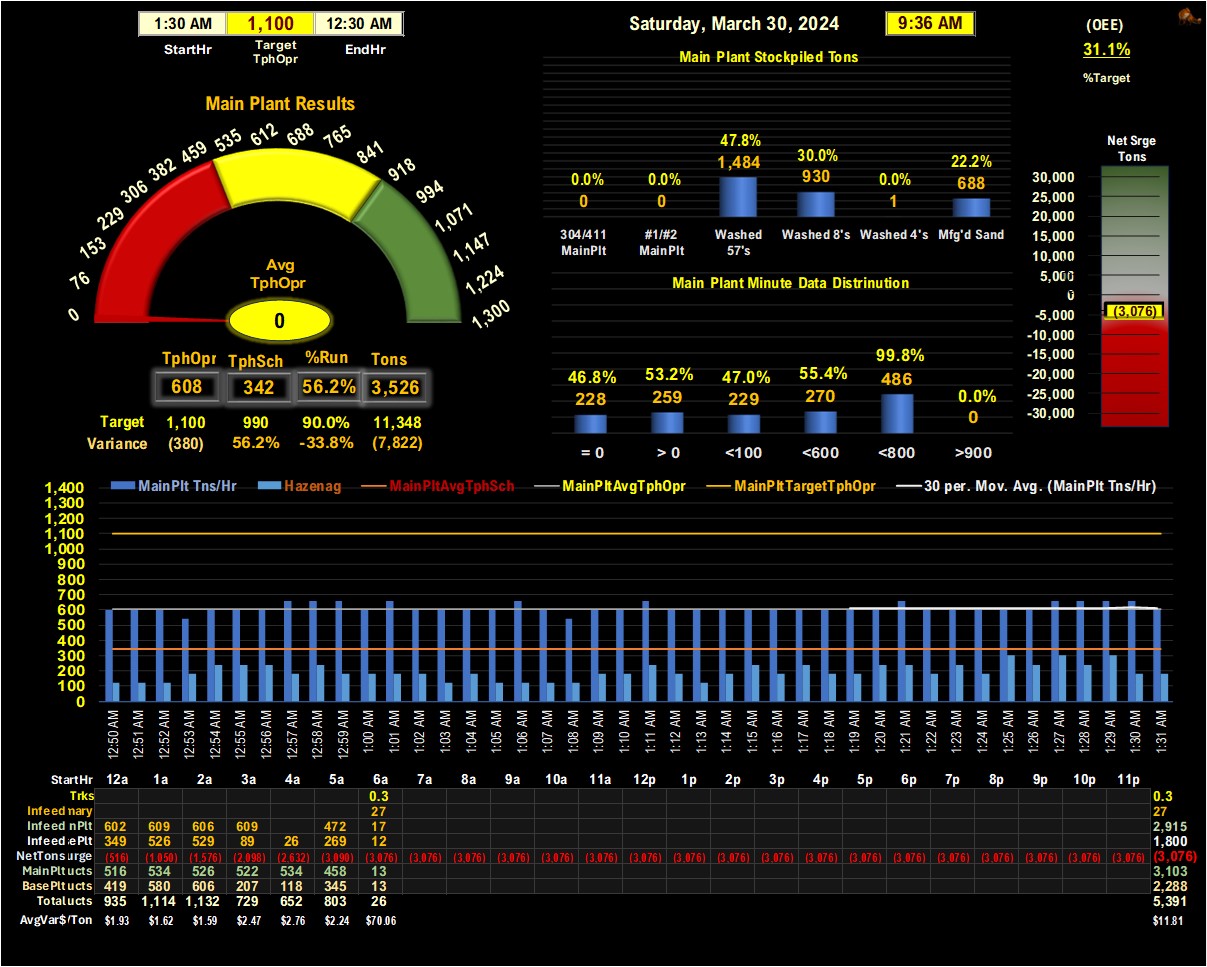 1:30 AM 1,100 12:30 AM
StartHr Target TphOpr EndHr
Saturday, March 30, 2024 9:36 AM
(OEE)
31.1%
%Target
Main Plant Results
0 76 153 229 306 382 459 535 612 688 765 841 918 994 1,071 1,147 1,224 1,300
Avg
TphOpr
0
TphOpr TphSch %Run Tons
608 342 56.2% 3,526
Target 1,100 990 90.0% 11,348
Variance (380) 56.2% -33.8% (7,822)
Main Plant Stockpiled Tons
0.0% 0.0% 47.8% 30.0% 0.0% 22.2%
0 0 1,484 930 1 688
304/411 MainPlt #1/#2 MainPlt Washed 57's Washed 8's Washed 4's Mfg'd Sand
Main Plant Minute Data Distrinution
46.8% 53.2% 47.0% 55.4% 99.8% 0.0%
228 259 229 270 486 0
= 0 > 0 <100 <600 <800 >900
Net Srge
Tons
30,000
25,000
20,000
15,000
10,000
5,000
0
-5,000
(3,076)
-10,000
-15,000
-20,000
-25,000
-30,000
MainPlt Tns/Hr Hazenag MainPltAvgTphSch MainPltAvgTphOpr MainPltTargetTphOpr 30 per. Mov. Avg. (MainPlt Tns/Hr)
1,400
1,300
1,200
1,100
1,000
900
800
700
600
500
400
300
200
100
0
12:50 AM 12:51 AM 12:52 AM 12:53 AM 12:54 AM 12:55 AM 12:56 AM 12:57 AM 12:58 AM 12:59 AM 1:00 AM 1:01 AM 1:02 AM 1:03 AM 1:04 AM 1:05 AM 1:06 AM 1:07 AM 1:08 AM 1:09 AM 1:10 AM 1:11 AM 1:12 AM 1:13 AM 1:14 AM 1:15 AM 1:16 AM 1:17 AM 1:18 AM 1:19 AM 1:20 AM 1:21 AM 1:22 AM 1:23 AM 1:24 AM 1:25 AM 1:26 AM 1:27 AM 1:28 AM 1:29 AM 1:30 AM 1:31 AM
StartHr 12a 1a 2a 3a 4a 5a 6a 7a 8a 9a 10a 11a 12p 1p 2p 3p 4p 5p 6p 7p 8p 9p 10p 11p
Trks 0.3 0.3
Infeed nary 27 27
Infeed nPlt 602 609 606 609 472 17 2,915
Infeed ePlt 349 526 529 89 26 269 12 1,800
NetTons urge (516) (1,050) (1,576) (2,098) (2,632) (3,090) (3,076) (3,076) (3,076) (3,076) (3,076) (3,076) (3,076) (3,076) (3,076) (3,076) (3,076) (3,076) (3,076) (3,076) (3,076) (3,076) (3,076) (3,076) (3,076)
MainPlt ucts 516 534 526 522 534 458 13 3,103
BasePlt ucts 419 580 606 207 118 345 13 2,288
Total ucts 935 1,114 1,132 729 652 803 26 5,391
AvgVar$/Ton $1.93 $1.62 $1.59 $2.47 $2.76 $2.24 $70.06 $11.81